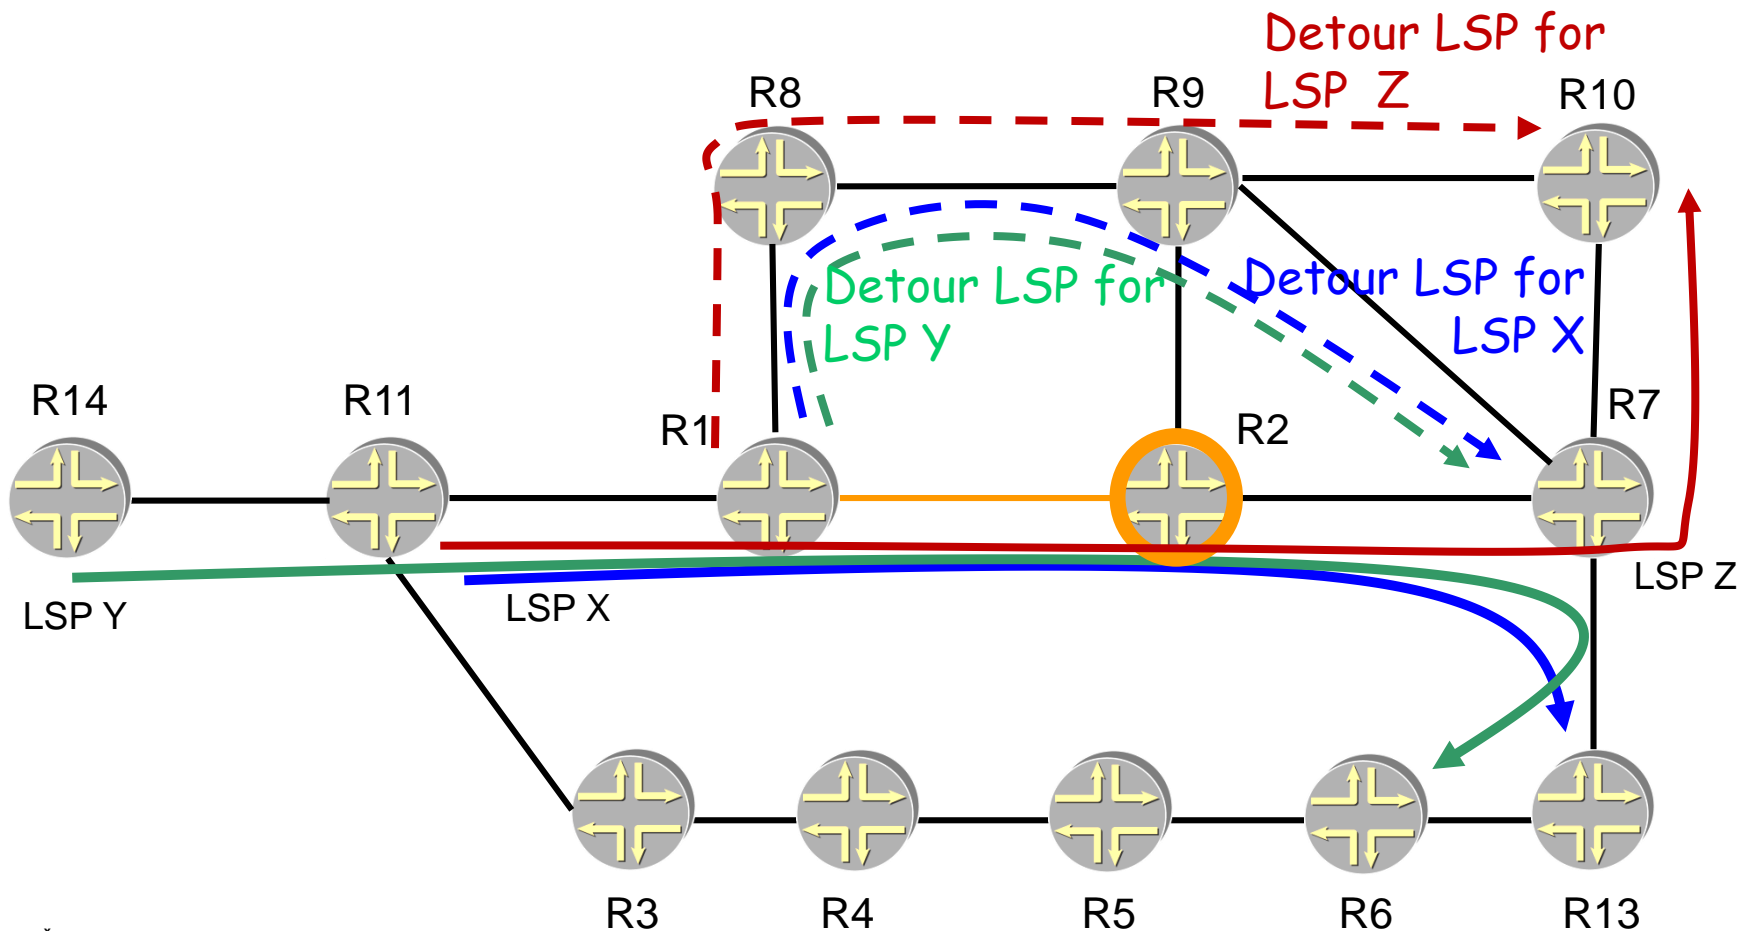 Detour LSP for
LSP Z
R8
R9
R10
Detour LSP for
LSP Y
Detour LSP for
LSP X
R14
R11
R1
R2
R7
LSP Y
LSP X
LSP Z
R3
R4
R5
R6
R13